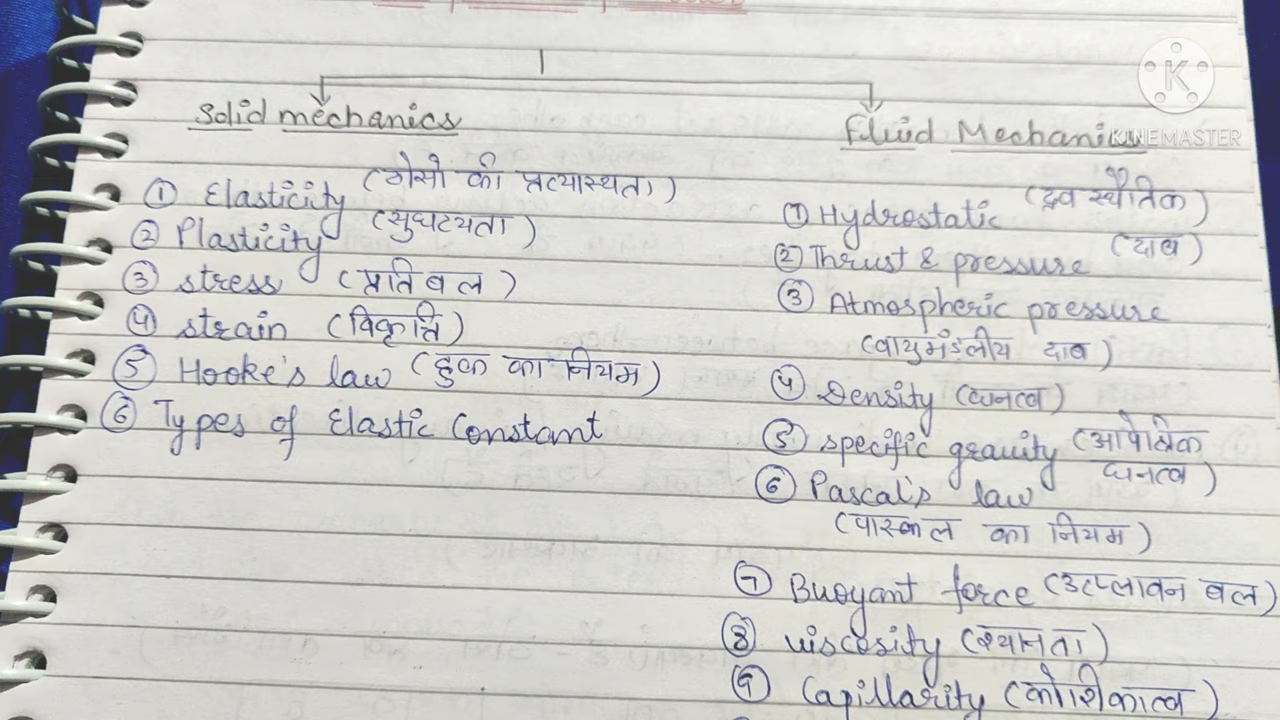 Solid mechanics
① Elasticity (गैसो की प्रत्यास्थता)
② Plasticity (सुघटयता)
③ stress (प्रतिबल)
④ strain (विकृति)
⑤ Hooke's law (हुक का नियम)
⑥ Types of Elastic Constant
Fluid Mechanics
KINEMASTER
① Hydrostatic (द्रव स्थैतिक)
② Thrust & pressure (दाब)
③ Atmospheric pressure
(वायुमंडलीय दाब)
④ Density (घनत्व)
⑤ specific gravity (आपेक्षिक
घनत्व)
⑥ Pascal's law
(पास्कल का नियम)
⑦ Buoyant force (उत्प्लावन बल)
⑧ viscosity (श्यानता)
⑨ Capillarity (केशिकात्व)